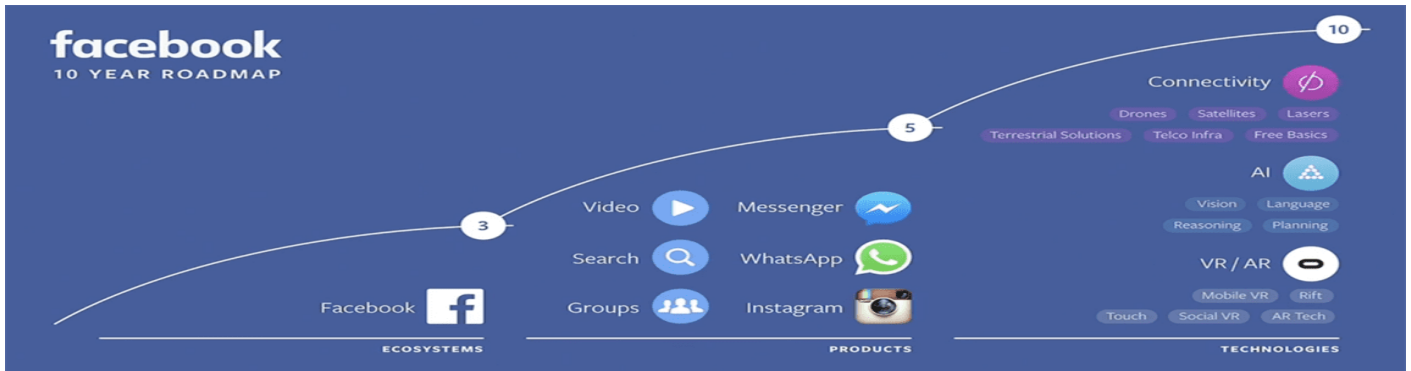 facebook
10 YEAR ROADMAP
3
Facebook
ECOSYSTEMS
5
Video
Messenger
Search
WhatsApp
Groups
Instagram
PRODUCTS
10
Connectivity
Drones Satellites Lasers
Terrestrial Solutions Telco Infra Free Basics
AI
Vision Language
Reasoning Planning
VR / AR
Mobile VR Rift
Touch Social VR AR Tech
TECHNOLOGIES